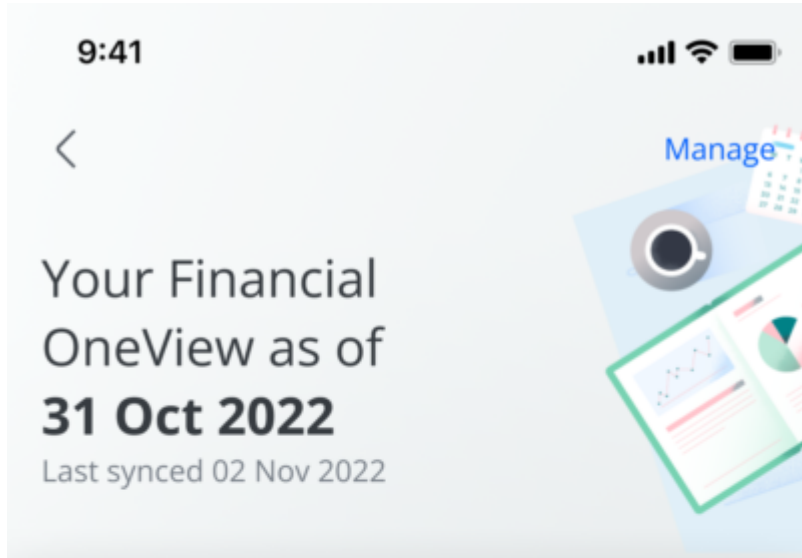 9:41
Manage
Your Financial
OneView as of
31 Oct 2022
Last synced 02 Nov 2022